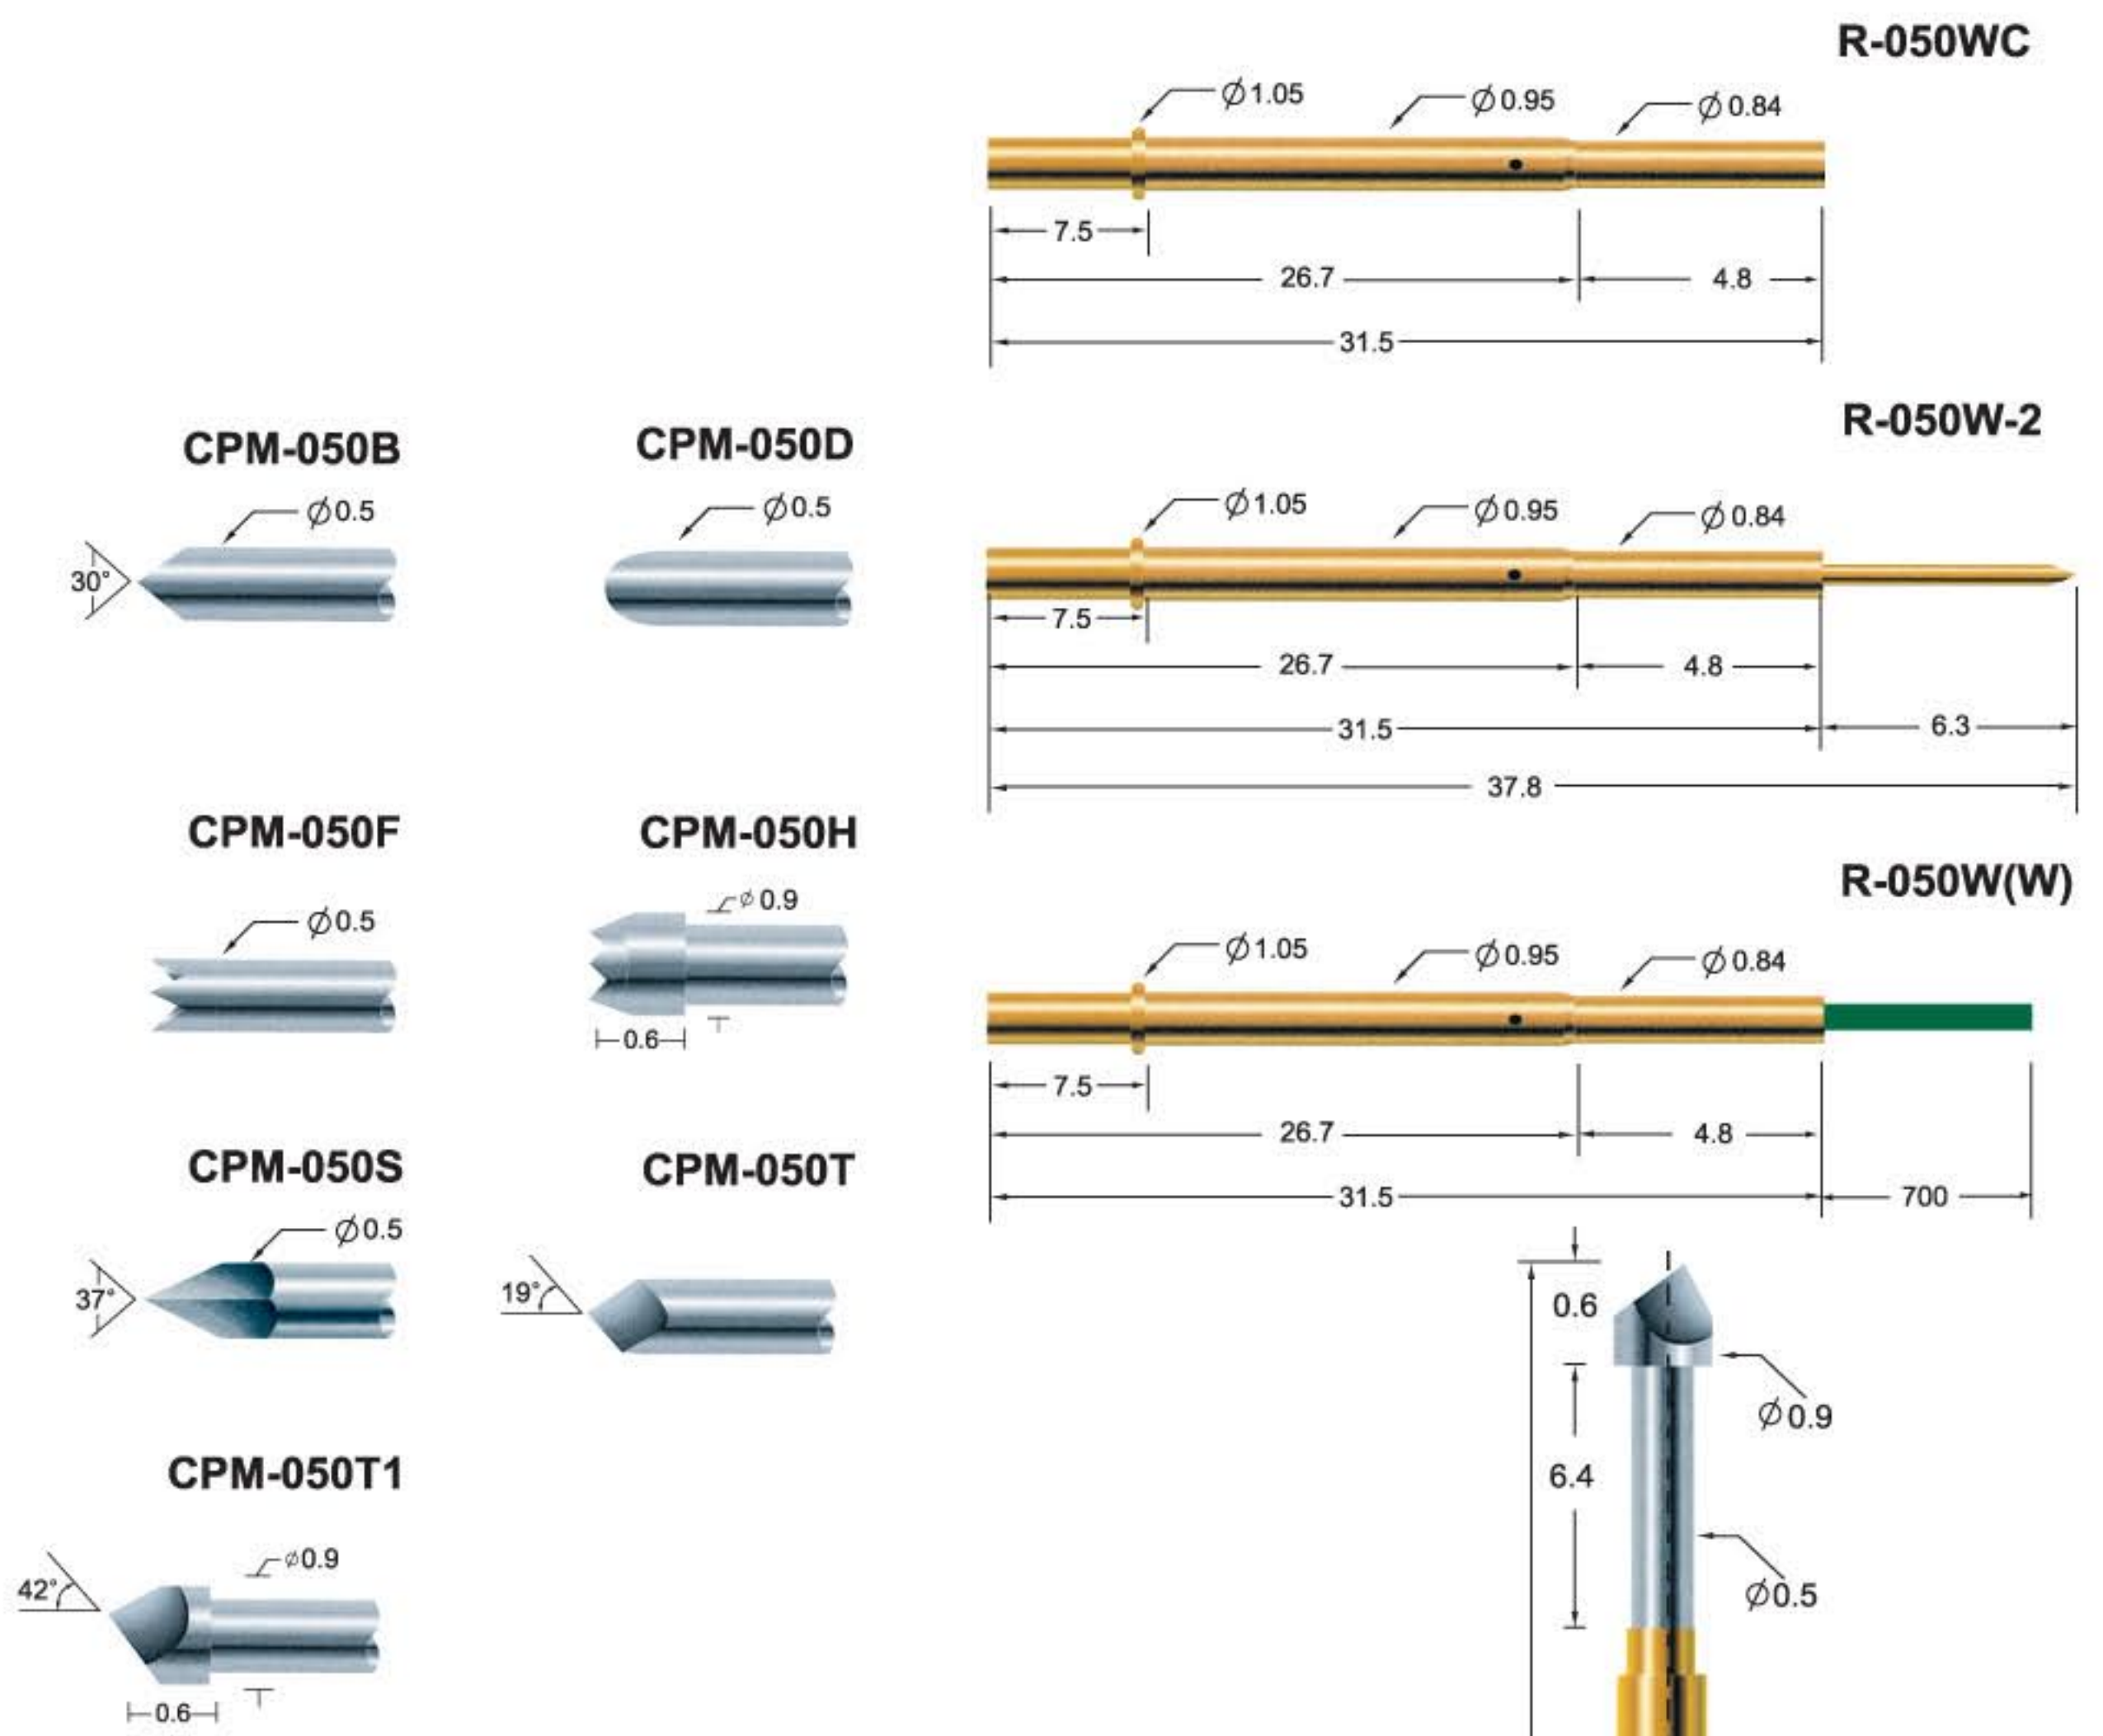 R-050WC
Ø1.05
Ø0.95
Ø0.84
7.5
26.7
4.8
31.5
R-050W-2
Ø1.05
Ø0.95
Ø0.84
7.5
26.7
4.8
31.5
6.3
37.8
R-050W(W)
Ø1.05
Ø0.95
Ø0.84
7.5
26.7
4.8
31.5
700
CPM-050B
Ø0.5
30°
CPM-050D
Ø0.5
CPM-050F
Ø0.5
CPM-050H
Ø0.9
0.6
CPM-050S
Ø0.5
37°
CPM-050T
19°
CPM-050T1
Ø0.9
42°
0.6
0.6
Ø0.9
6.4
Ø0.5